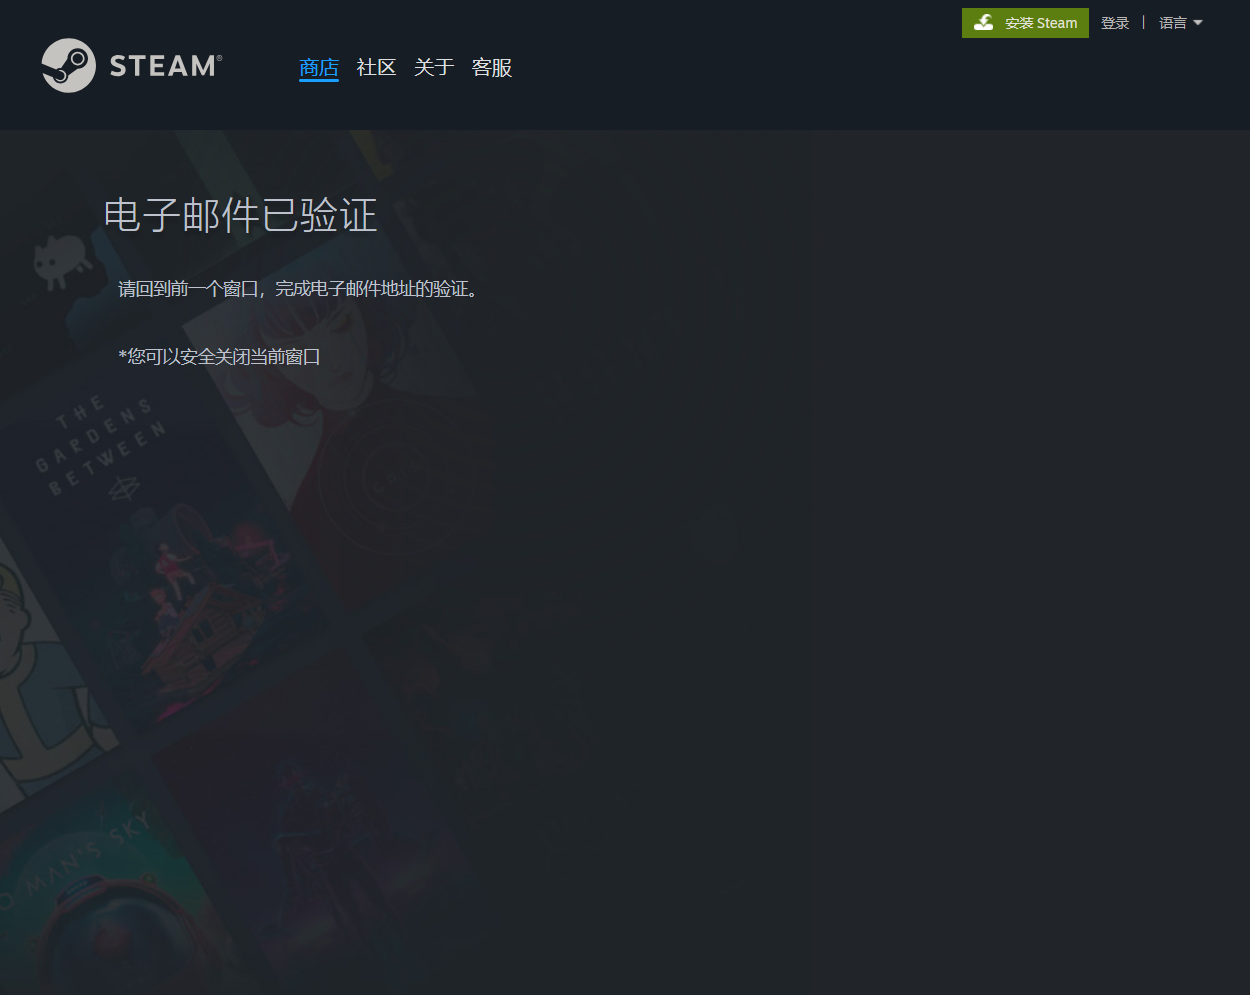 安装 Steam
登录 | 语言
STEAM®
商店 社区 关于 客服
电子邮件已验证
请回到前一个窗口，完成电子邮件地址的验证。
*您可以安全关闭当前窗口
THE
GARDENS
BETWEEN
MAN'S SKY